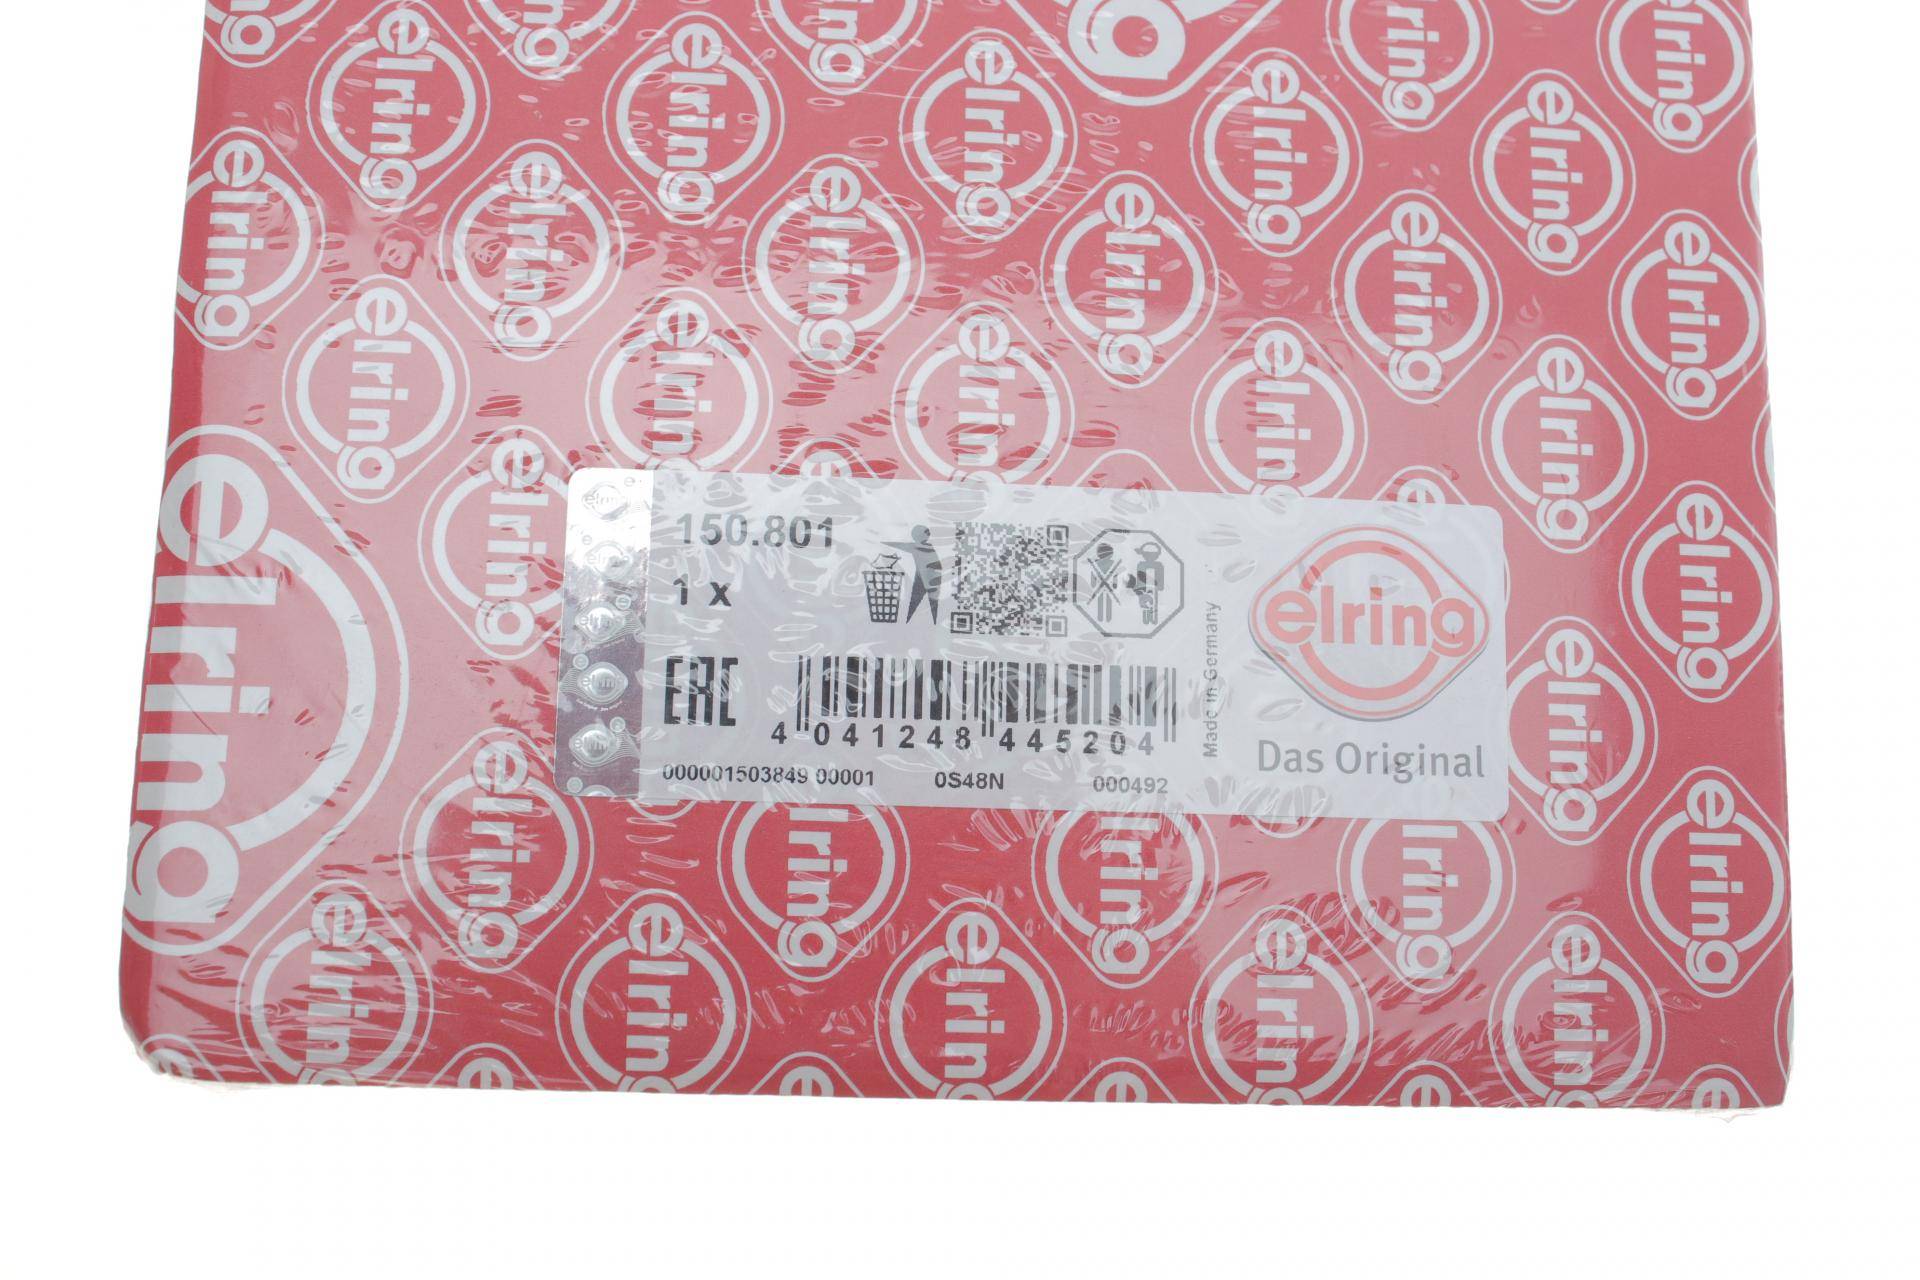 150.801
1 x
EAC
4 041248 445204
000001503849 00001 0S48N 000492
Made in Germany
elring
Das Original